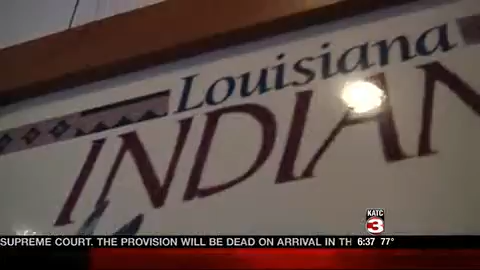 Louisiana
INDIAN
KATC
3
SUPREME COURT. THE PROVISION WILL BE DEAD ON ARRIVAL IN TH 6:37 77°